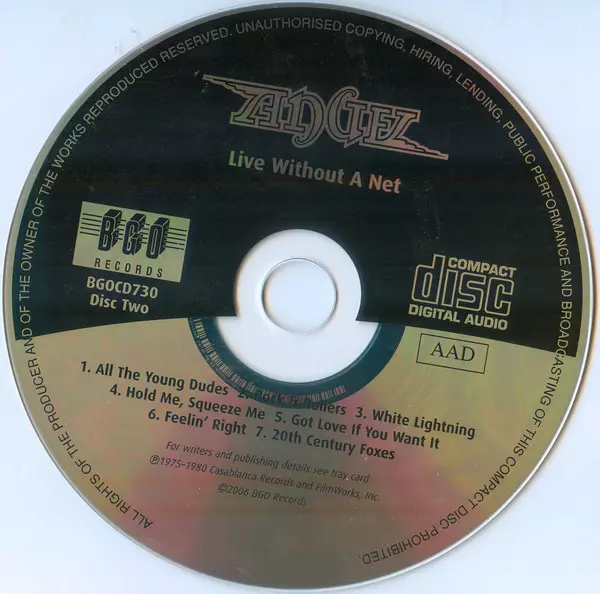 ALL RIGHTS OF THE PRODUCER AND OF THE OWNER OF THE WORKS REPRODUCED RESERVED. UNAUTHORISED COPYING, HIRING, LENDING, PUBLIC PERFORMANCE AND BROADCASTING OF THIS COMPACT DISC PROHIBITED.
ANGEL
Live Without A Net
BGO
RECORDS
BGOCD730
Disc Two
COMPACT
disc
DIGITAL AUDIO
AAD
1. All The Young Dudes 2. 3. White Lightning
4. Hold Me, Squeeze Me 5. Got Love If You Want It
6. Feelin' Right 7. 20th Century Foxes
For writers and publishing details see tray card
℗1975-1980 Casablanca Records and FilmWorks, Inc.
©2006 BGO Records